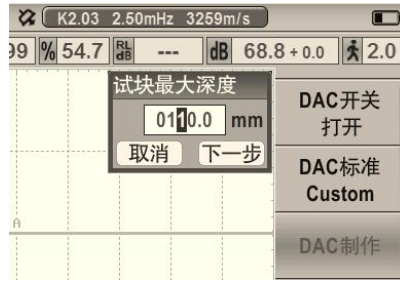 K2.03 2.50mHz 3259m/s
99 % 54.7 RL dB --- dB 68.8 + 0.0 2.0
试块最大深度
0110.0 mm
取消 下一步
DAC开关
打开
DAC标准
Custom
DAC制作
A